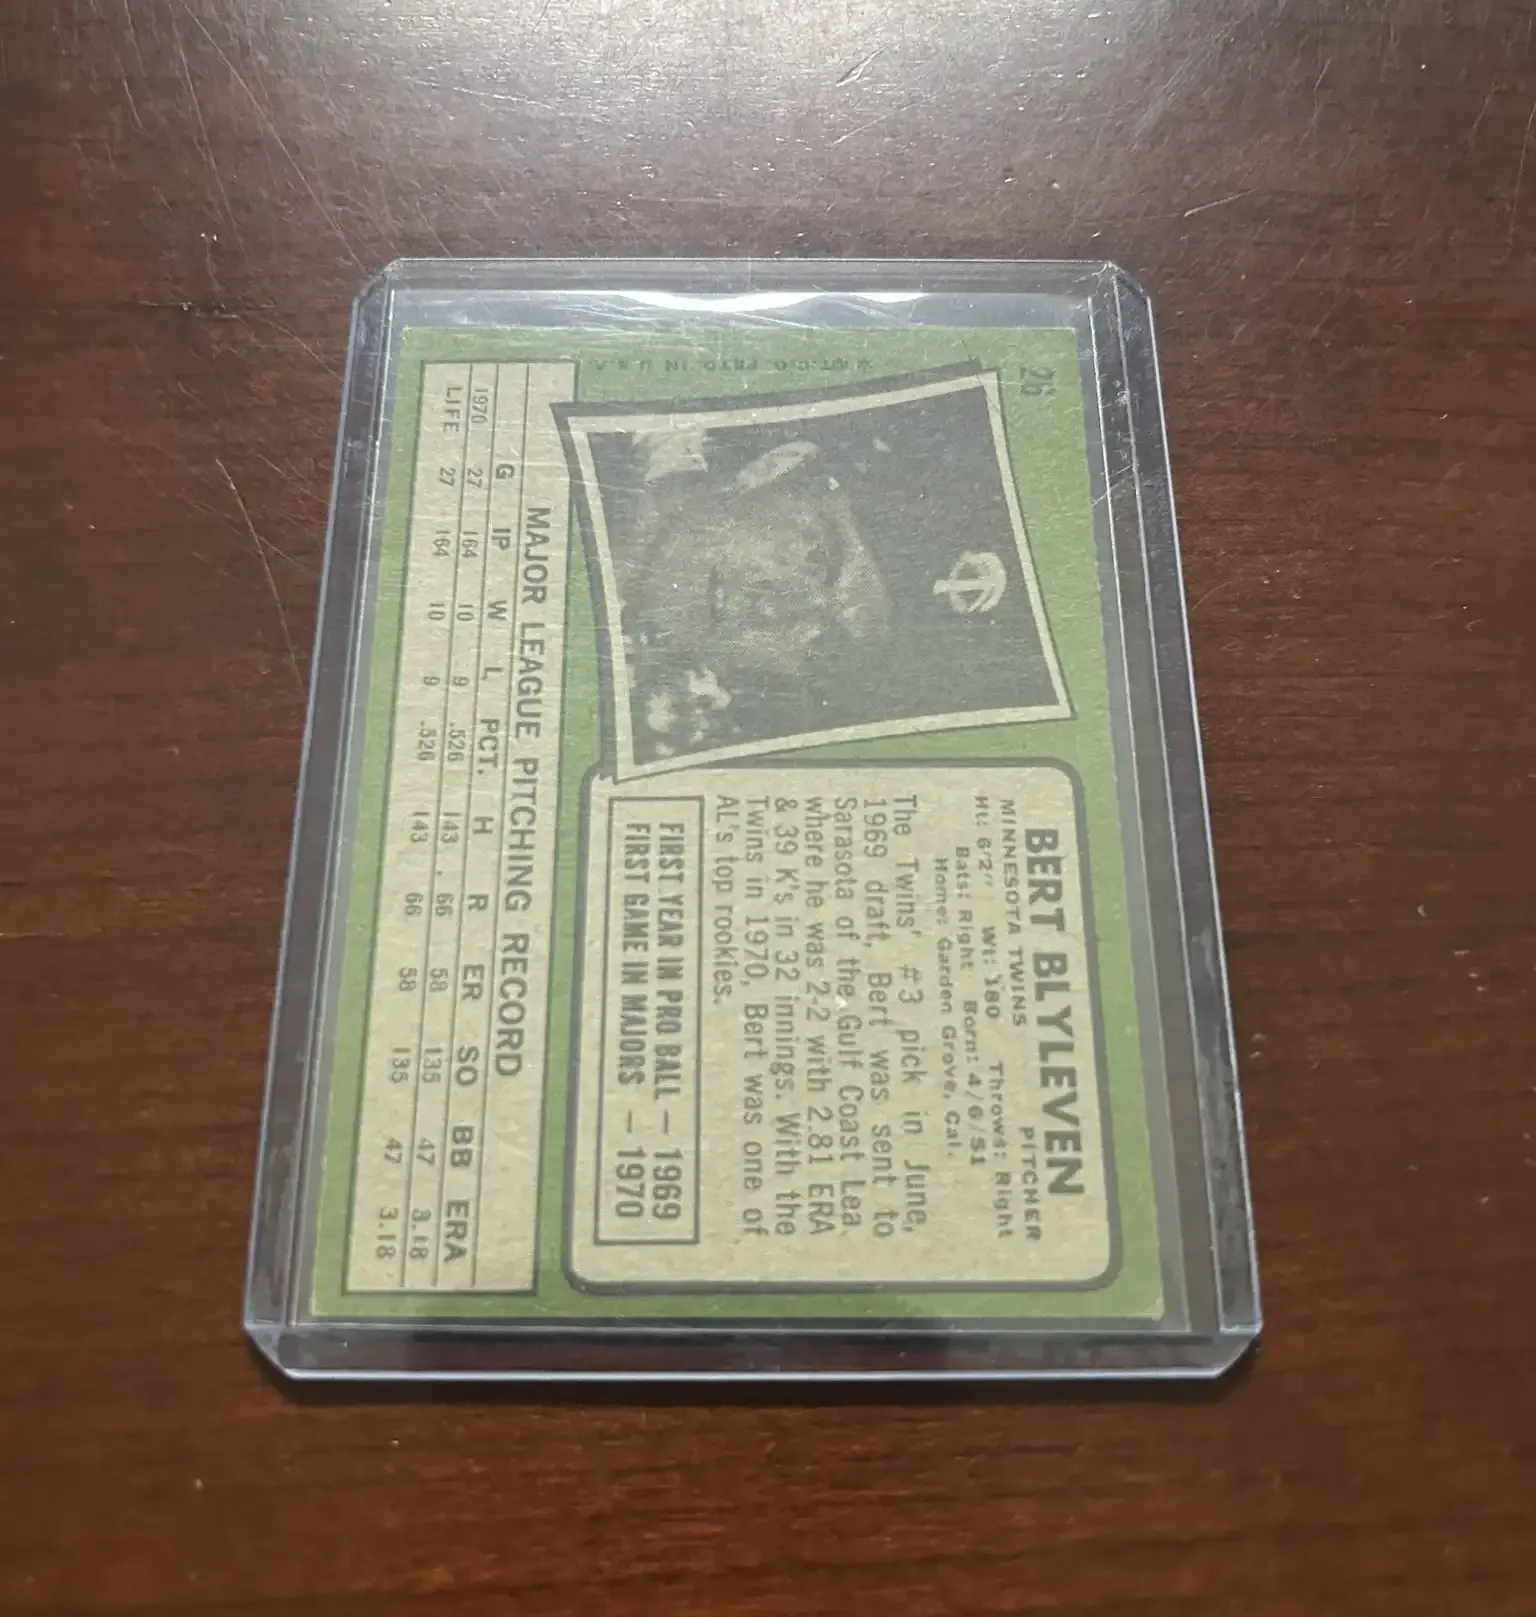 26
BERT BLYLEVEN
PITCHER
MINNESOTA TWINS
Ht: 6'2" Wt: 180 Throws: Right
Bats: Right Born: 4/6/51
Home: Garden Grove, Cal.
The Twins' #3 pick in June,
1969 draft, Bert was sent to
Sarasota of the Gulf Coast Lea.
where he was 2-2 with 2.81 ERA
& 39 K's in 32 innings. With the
Twins in 1970, Bert was one of
AL's top rookies.
FIRST YEAR IN PRO BALL — 1969
FIRST GAME IN MAJORS — 1970
©T.C.G. PRTD. IN U.S.A.
MAJOR LEAGUE PITCHING RECORD
G IP W L PCT. H R ER SO BB ERA
1970 27 164 10 9 .526 143 66 58 135 47 3.18
LIFE 27 164 10 9 .526 143 66 58 135 47 3.18